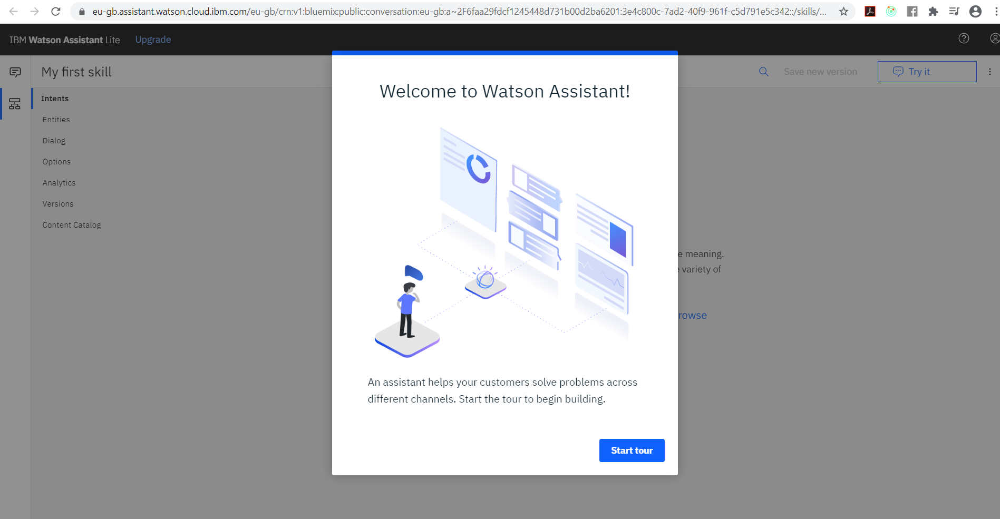 eu-gb.assistant.watson.cloud.ibm.com/eu-gb/crn:v1:bluemix:public:conversation:eu-gb:a~2F6faa29fdcf1245448d731b00d2ba6201:3e4c800c-7ad2-40f9-961f-c5d791e5c342::/skills/...
IBM Watson Assistant Lite Upgrade
My first skill
Save new version
Try it
Intents
Entities
Dialog
Options
Analytics
Versions
Content Catalog
Welcome to Watson Assistant!
e meaning.
variety of
rowse
An assistant helps your customers solve problems across
different channels. Start the tour to begin building.
Start tour